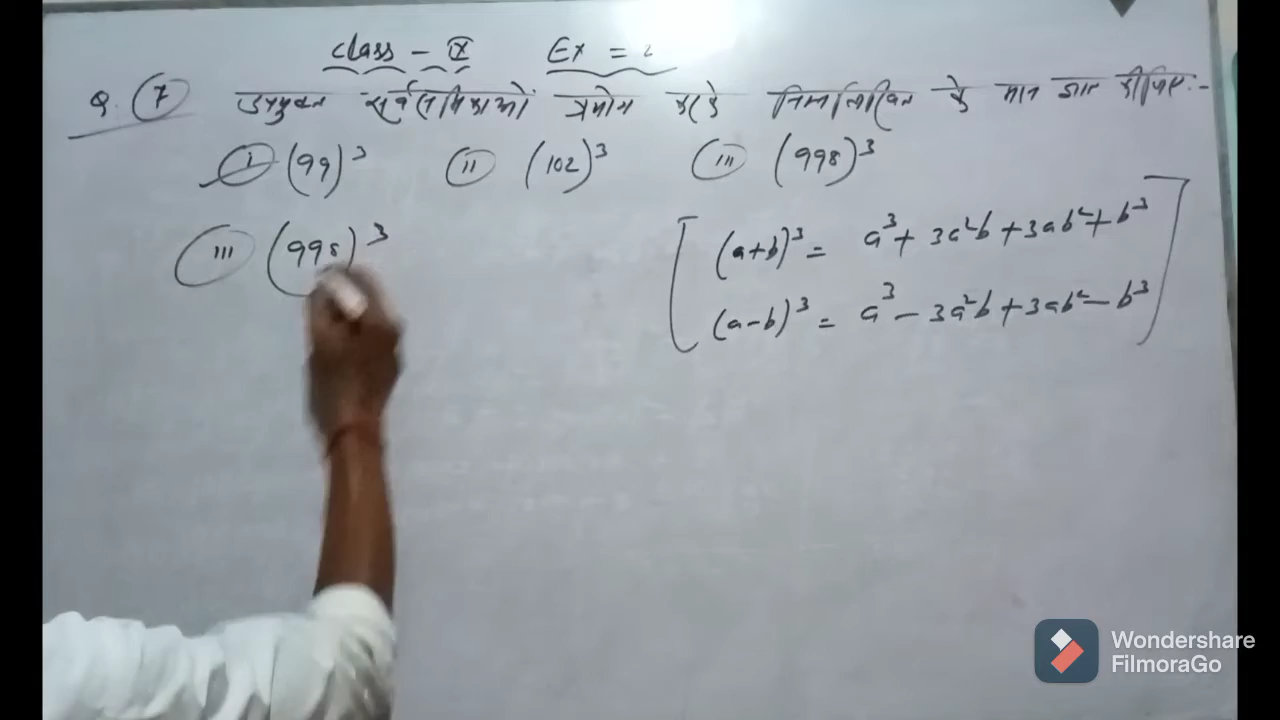 class - IX Ex = 2
Q. 7 उपयुक्त सर्वसमिकाओं प्रयोग करके निम्नलिखित के मान ज्ञात कीजिए:-
I (99)³ II (102)³ III (998)³
III (998)³
(a+b)³ = a³ + 3a²b + 3ab² + b³
(a-b)³ = a³ - 3a²b + 3ab² - b³
Wondershare
FilmoraGo